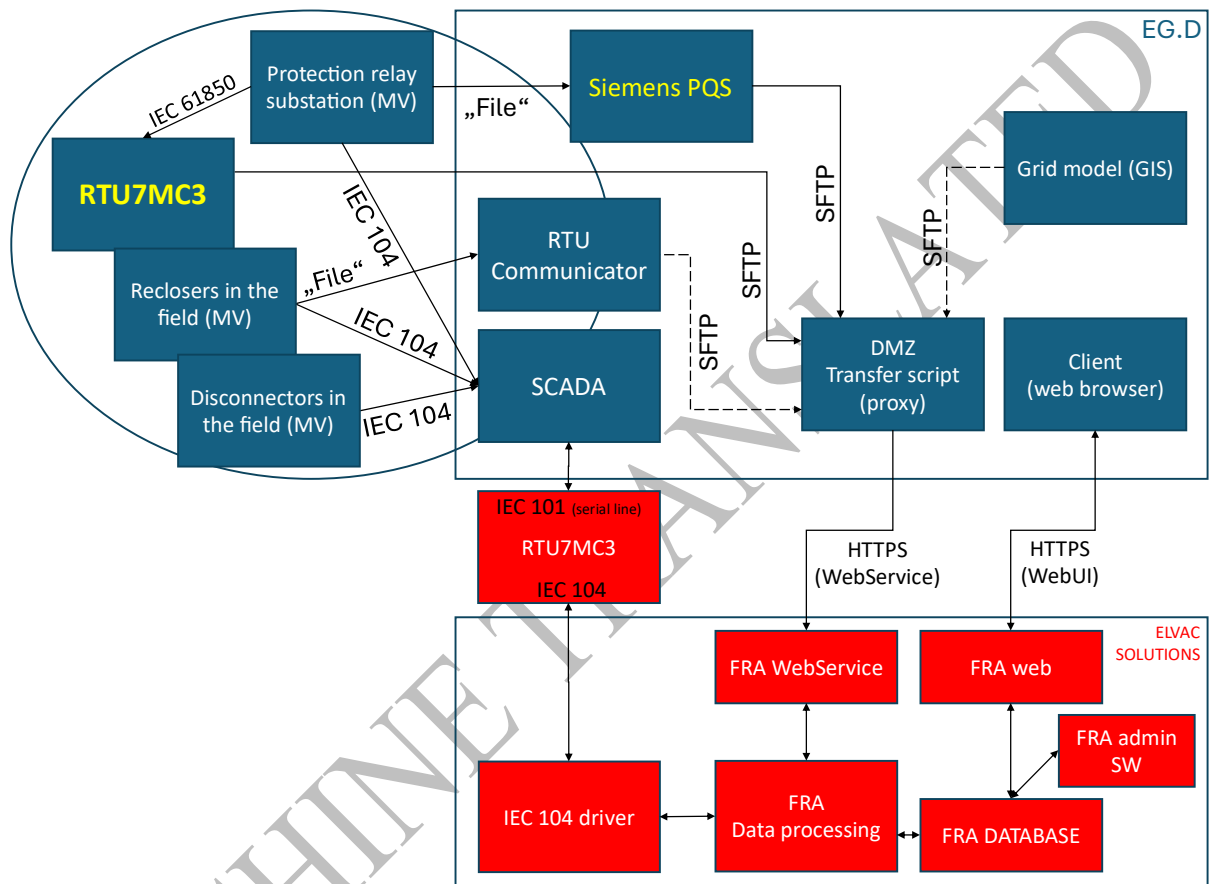 EG.D
Protection relay
substation (MV)
IEC 61850
„File“
Siemens PQS
RTU7MC3
Grid model (GIS)
IEC 104
SFTP
SFTP
SFTP
RTU
Communicator
„File“
Reclosers in the
field (MV)
IEC 104
SFTP
DMZ
Transfer script
(proxy)
Client
(web browser)
SCADA
Disconnectors in
the field (MV)
IEC 104
IEC 101 (serial line)
RTU7MC3
IEC 104
HTTPS
(WebService)
HTTPS
(WebUI)
ELVAC
SOLUTIONS
FRA WebService
FRA web
FRA admin
SW
IEC 104 driver
FRA
Data processing
FRA DATABASE
HINE TRANSLATED